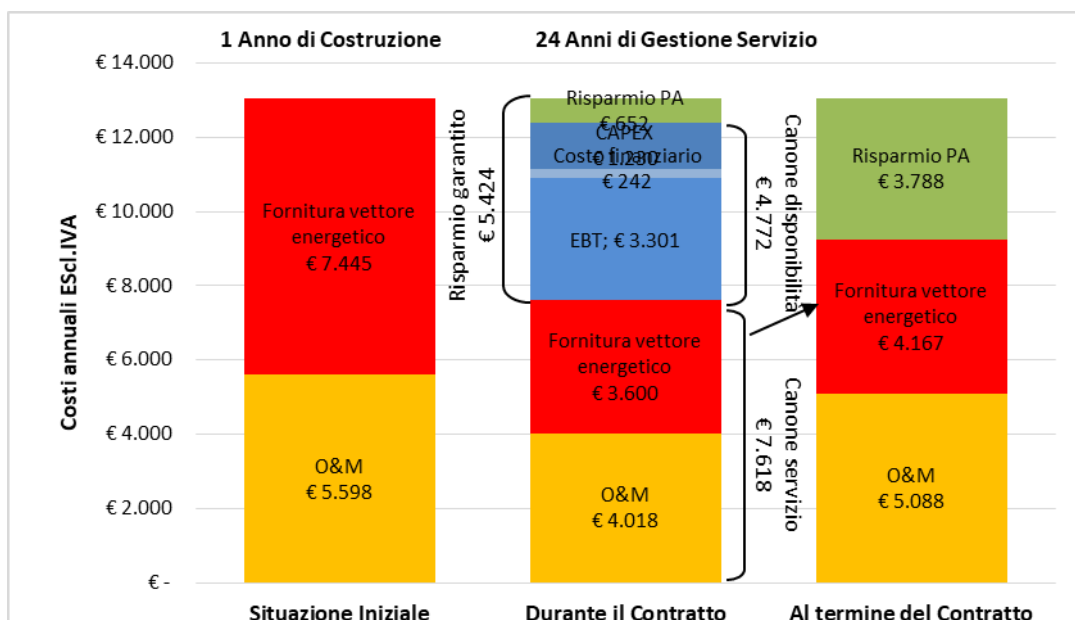 1 Anno di Costruzione
24 Anni di Gestione Servizio
Costi annuali EScl.IVA
€ 14.000
€ 12.000
€ 10.000
€ 8.000
€ 6.000
€ 4.000
€ 2.000
€ -
Fornitura vettore
energetico
€ 7.445
O&M
€ 5.598
Situazione Iniziale
Risparmio garantito
€ 5.424
Risparmio PA
€ 652
CAPEX
€ 1.230
Costo finanziario
€ 242
EBT; € 3.301
Fornitura vettore
energetico
€ 3.600
O&M
€ 4.018
Durante il Contratto
Canone disponibilità
€ 4.772
Canone servizio
€ 7.618
Risparmio PA
€ 3.788
Fornitura vettore
energetico
€ 4.167
O&M
€ 5.088
Al termine del Contratto